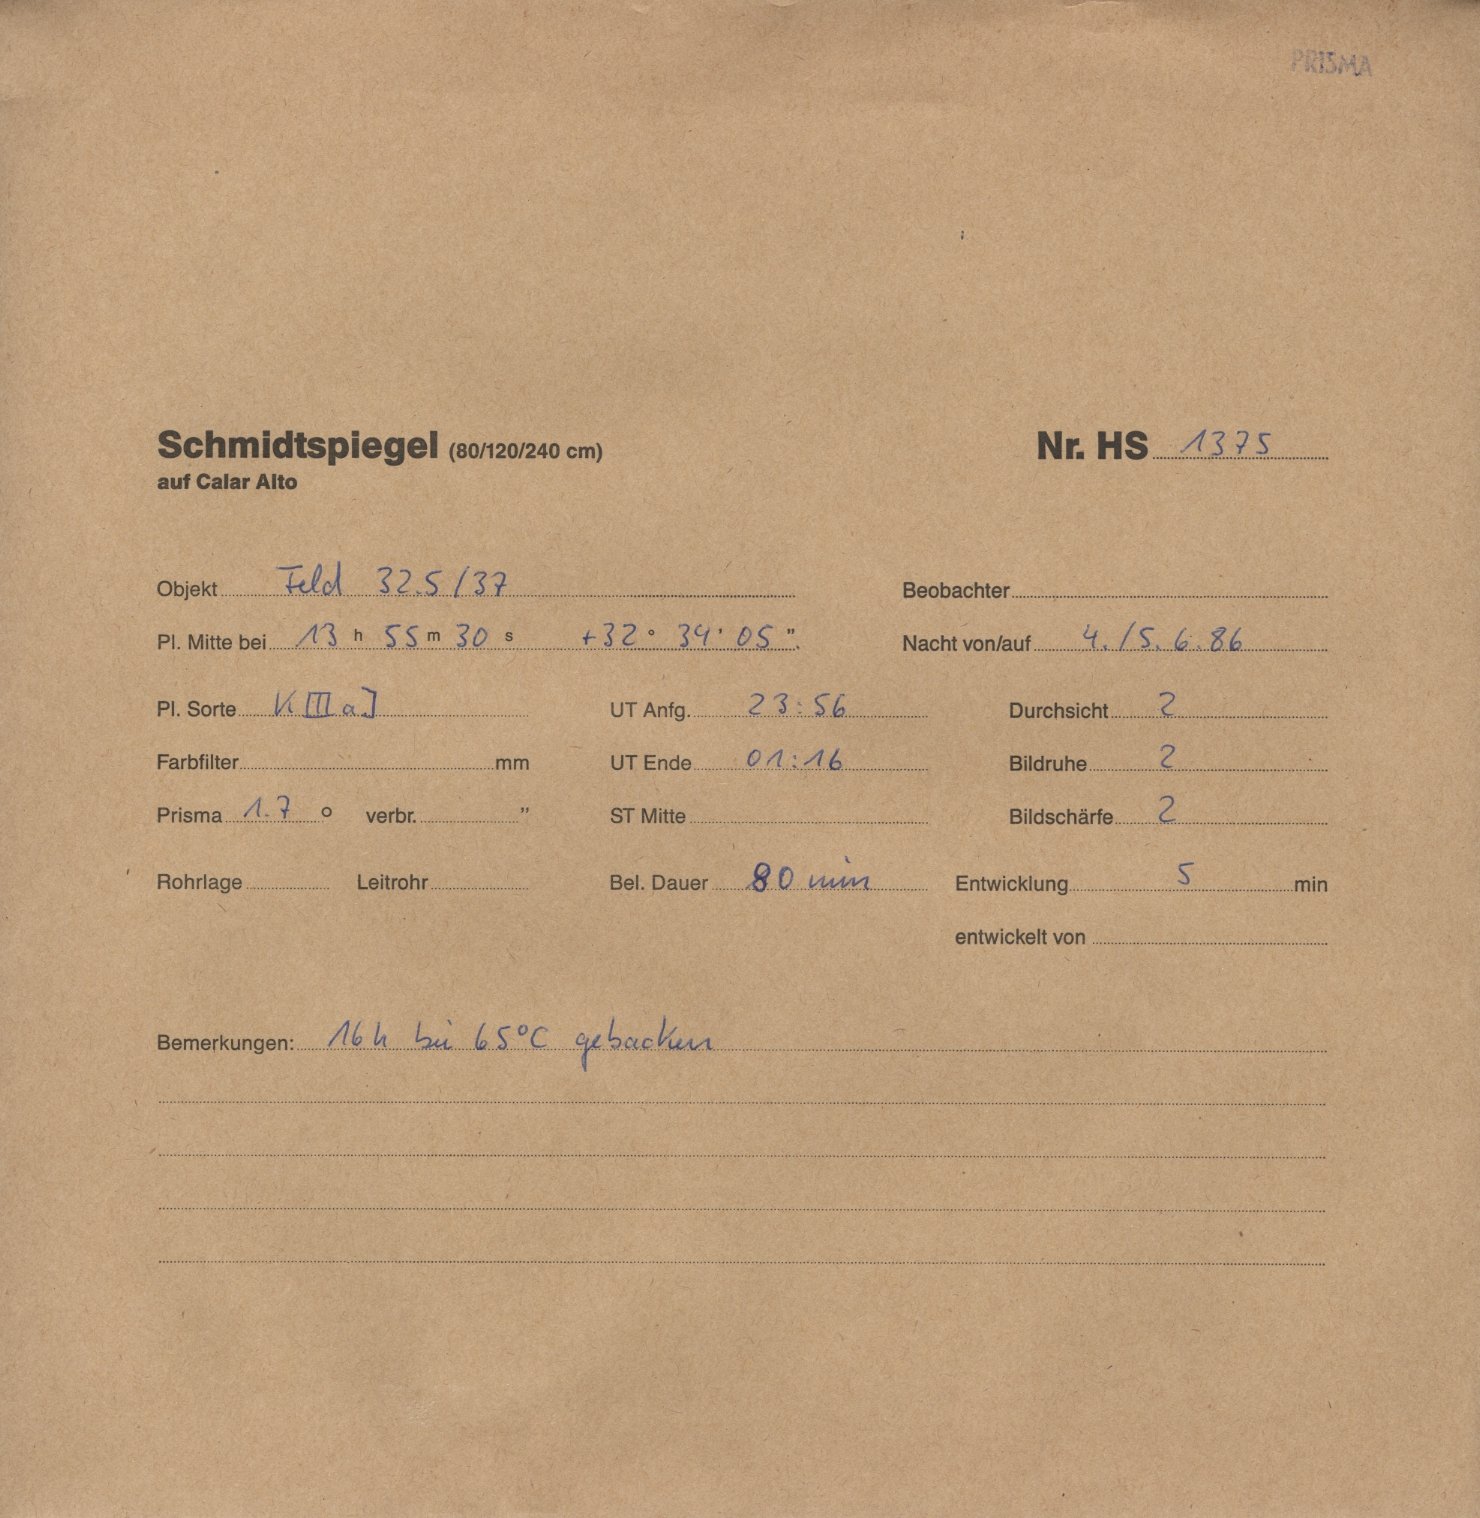 PRISMA
Schmidtspiegel (80/120/240 cm)
auf Calar Alto
Nr. HS 1375
Objekt Feld 32.5/37
Beobachter
Pl. Mitte bei 13 h 55 m 30 s +32° 34' 05"
Nacht von/auf 4./5.6.86
Pl. Sorte K III a J UT Anfg. 23:56 Durchsicht 2
Farbfilter mm UT Ende 01:16 Bildruhe 2
Prisma 1.7 ° verbr. " ST Mitte Bildschärfe 2
Rohrlage Leitrohr Bel. Dauer 80 min Entwicklung 5 min
entwickelt von
Bemerkungen: 16h bei 65°C gebacken